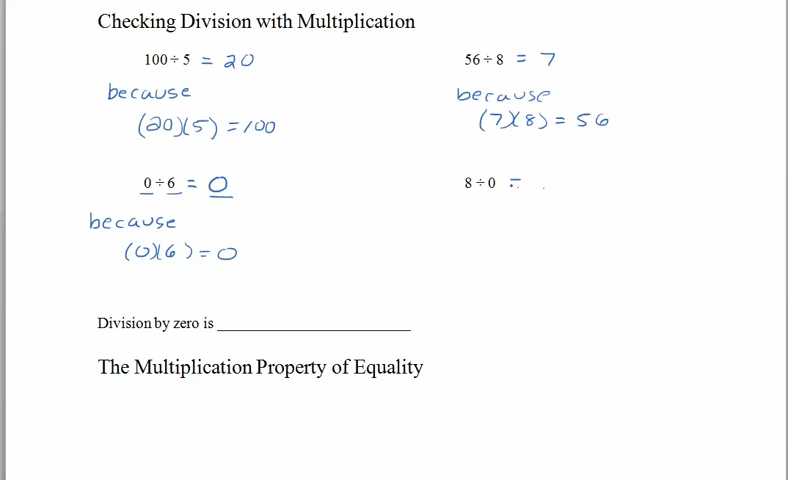 Checking Division with Multiplication
100 ÷ 5 = 20
56 ÷ 8 = 7
because
because
(20)(5) = 100
(7)(8) = 56
0 ÷ 6 = 0
8 ÷ 0 =
because
(0)(6) = 0
Division by zero is ____________________
The Multiplication Property of Equality